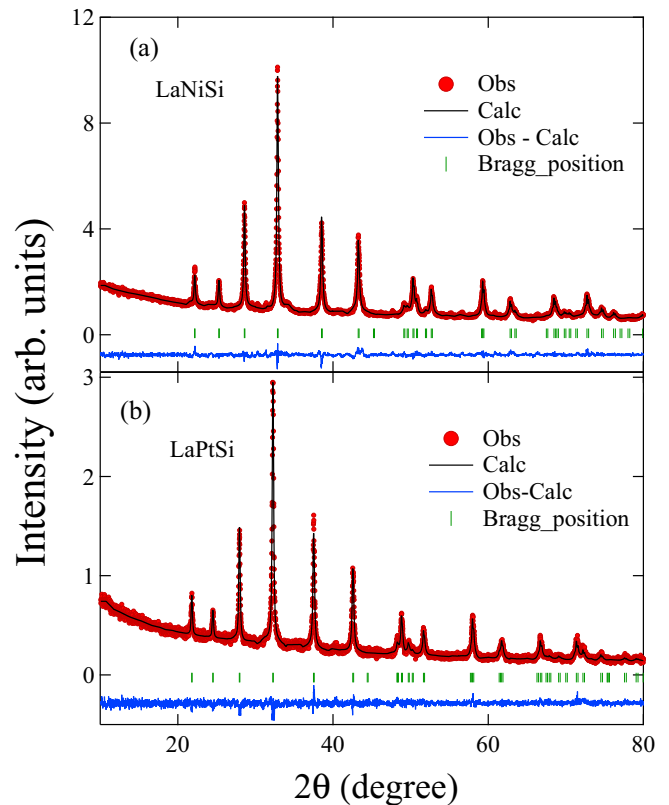 12
8
4
0
(a)
LaNiSi
Obs
Calc
Obs - Calc
Bragg_position
Intensity (arb. units)
3
2
1
0
(b)
LaPtSi
Obs
Calc
Obs-Calc
Bragg_position
20
40
60
80
2θ (degree)